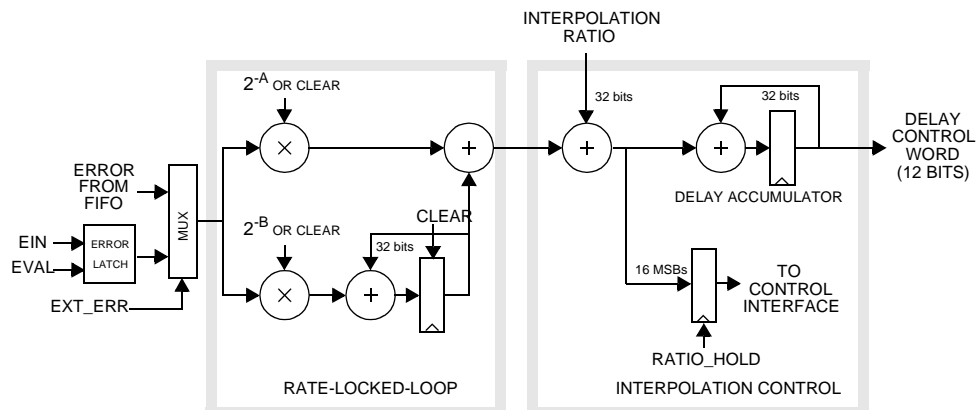 INTERPOLATION
RATIO
2-A OR CLEAR
32 bits
32 bits
×
+
+
+
DELAY
CONTROL
WORD
(12 BITS)
ERROR
FROM
FIFO
MUX
DELAY ACCUMULATOR
CLEAR
2-B OR CLEAR
32 bits
EIN
EVAL
ERROR
LATCH
16 MSBs
TO
CONTROL
INTERFACE
×
+
EXT_ERR
RATIO_HOLD
RATE-LOCKED-LOOP
INTERPOLATION CONTROL